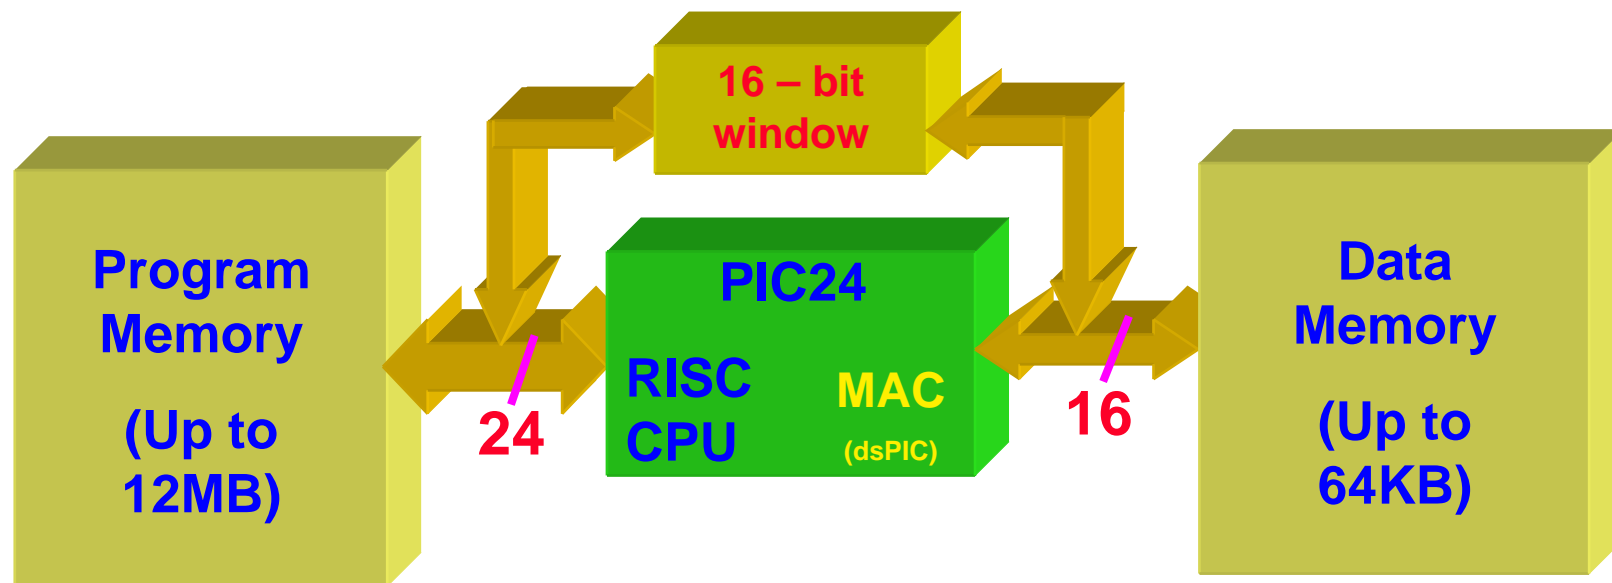 16 – bit
window
Program
Memory
(Up to
12MB)
24
PIC24
RISC
CPU
MAC
(dsPIC)
16
Data
Memory
(Up to
64KB)